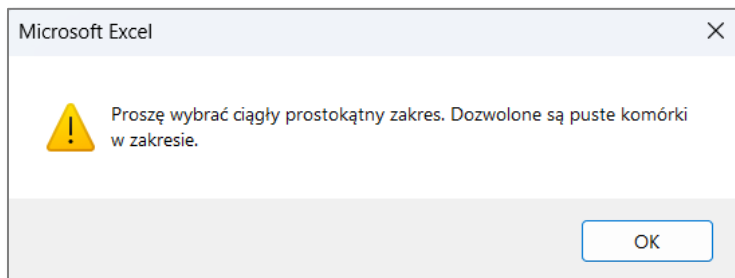 Microsoft Excel
Proszę wybrać ciągły prostokątny zakres. Dozwolone są puste komórki
w zakresie.
OK